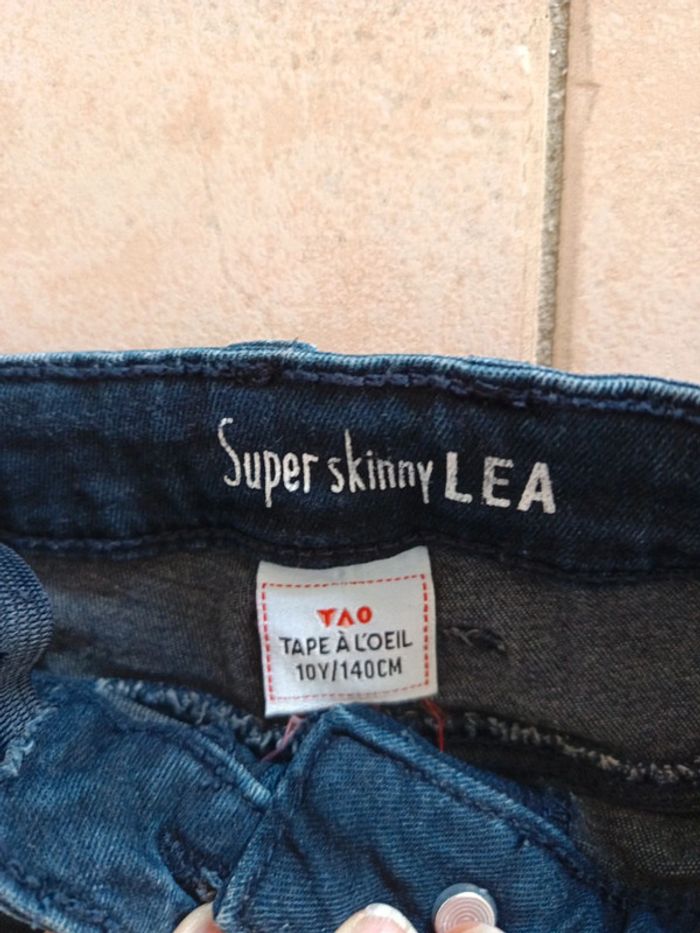 Super skinny LEA
TAO
TAPE À L'OEIL
10Y/140CM